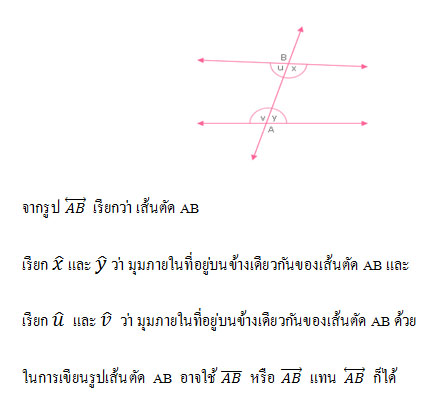 B
u x
v y
A
จากรูป \overleftrightarrow{AB} เรียกว่า เส้นตัด AB
เรียก \hat{x} และ \hat{y} ว่า มุมภายในที่อยู่บนข้างเดียวกันของเส้นตัด AB และ
เรียก \hat{u} และ \hat{v} ว่า มุมภายในที่อยู่บนข้างเดียวกันของเส้นตัด AB ด้วย
ในการเขียนรูปเส้นตัด AB อาจใช้ \overline{AB} หรือ \overrightarrow{AB} แทน \overleftrightarrow{AB} ก็ได้